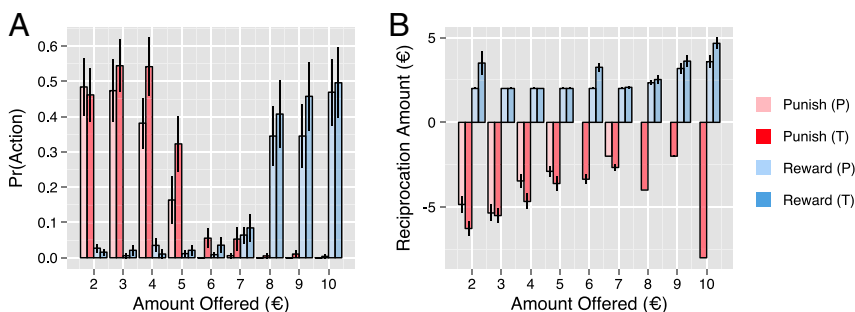 A
Pr(Action)
0.6
0.5
0.4
0.3
0.2
0.1
0.0
2 3 4 5 6 7 8 9 10
Amount Offered (€)
B
Reciprocation Amount (€)
5
0
-5
2 3 4 5 6 7 8 9 10
Amount Offered (€)
Punish (P)
Punish (T)
Reward (P)
Reward (T)